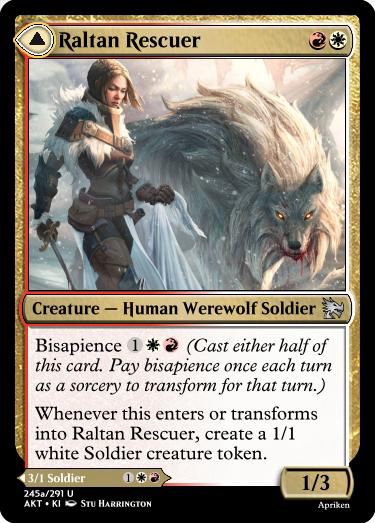 Raltan Rescuer
Creature — Human Werewolf Soldier
Bisapience 1 (Cast either half of
this card. Pay bisapience once each turn
as a sorcery to transform for that turn.)
Whenever this enters or transforms
into Raltan Rescuer, create a 1/1
white Soldier creature token.
3/1 Soldier 1
1/3
245a/291 U
AKT • KI Stu Harrington
Apriken